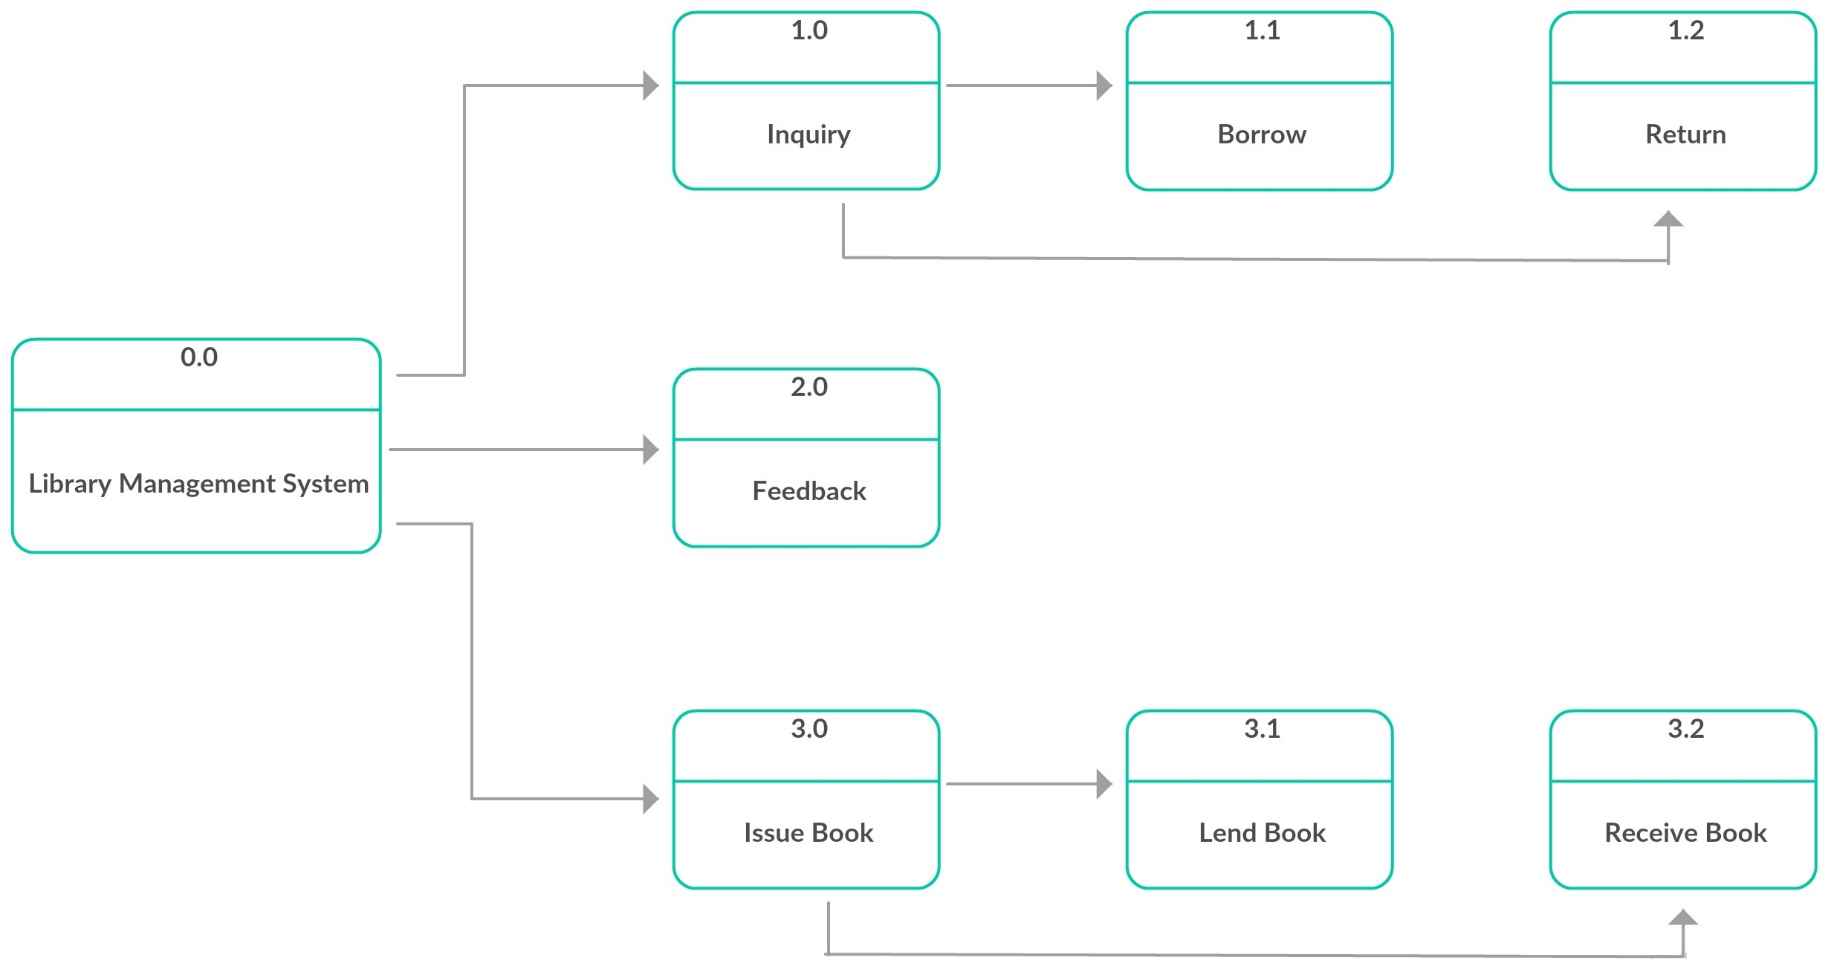 1.0
Inquiry
1.1
Borrow
1.2
Return
0.0
Library Management System
2.0
Feedback
3.0
Issue Book
3.1
Lend Book
3.2
Receive Book